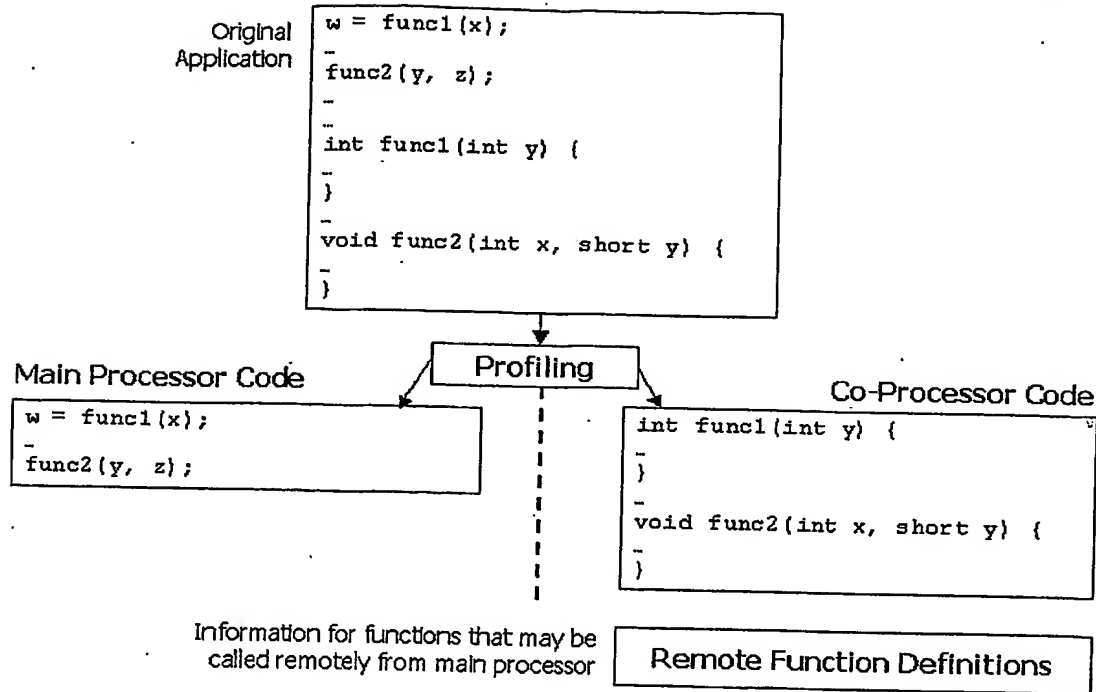 Original
Application
w = func1(x);
…
func2(y, z);
…
…
int func1(int y) {
…
}
…
void func2(int x, short y) {
…
}
Profiling
Main Processor Code
w = func1(x);
…
func2(y, z);
Co-Processor Code
int func1(int y) {
…
}
…
void func2(int x, short y) {
…
}
Information for functions that may be
called remotely from main processor
Remote Function Definitions